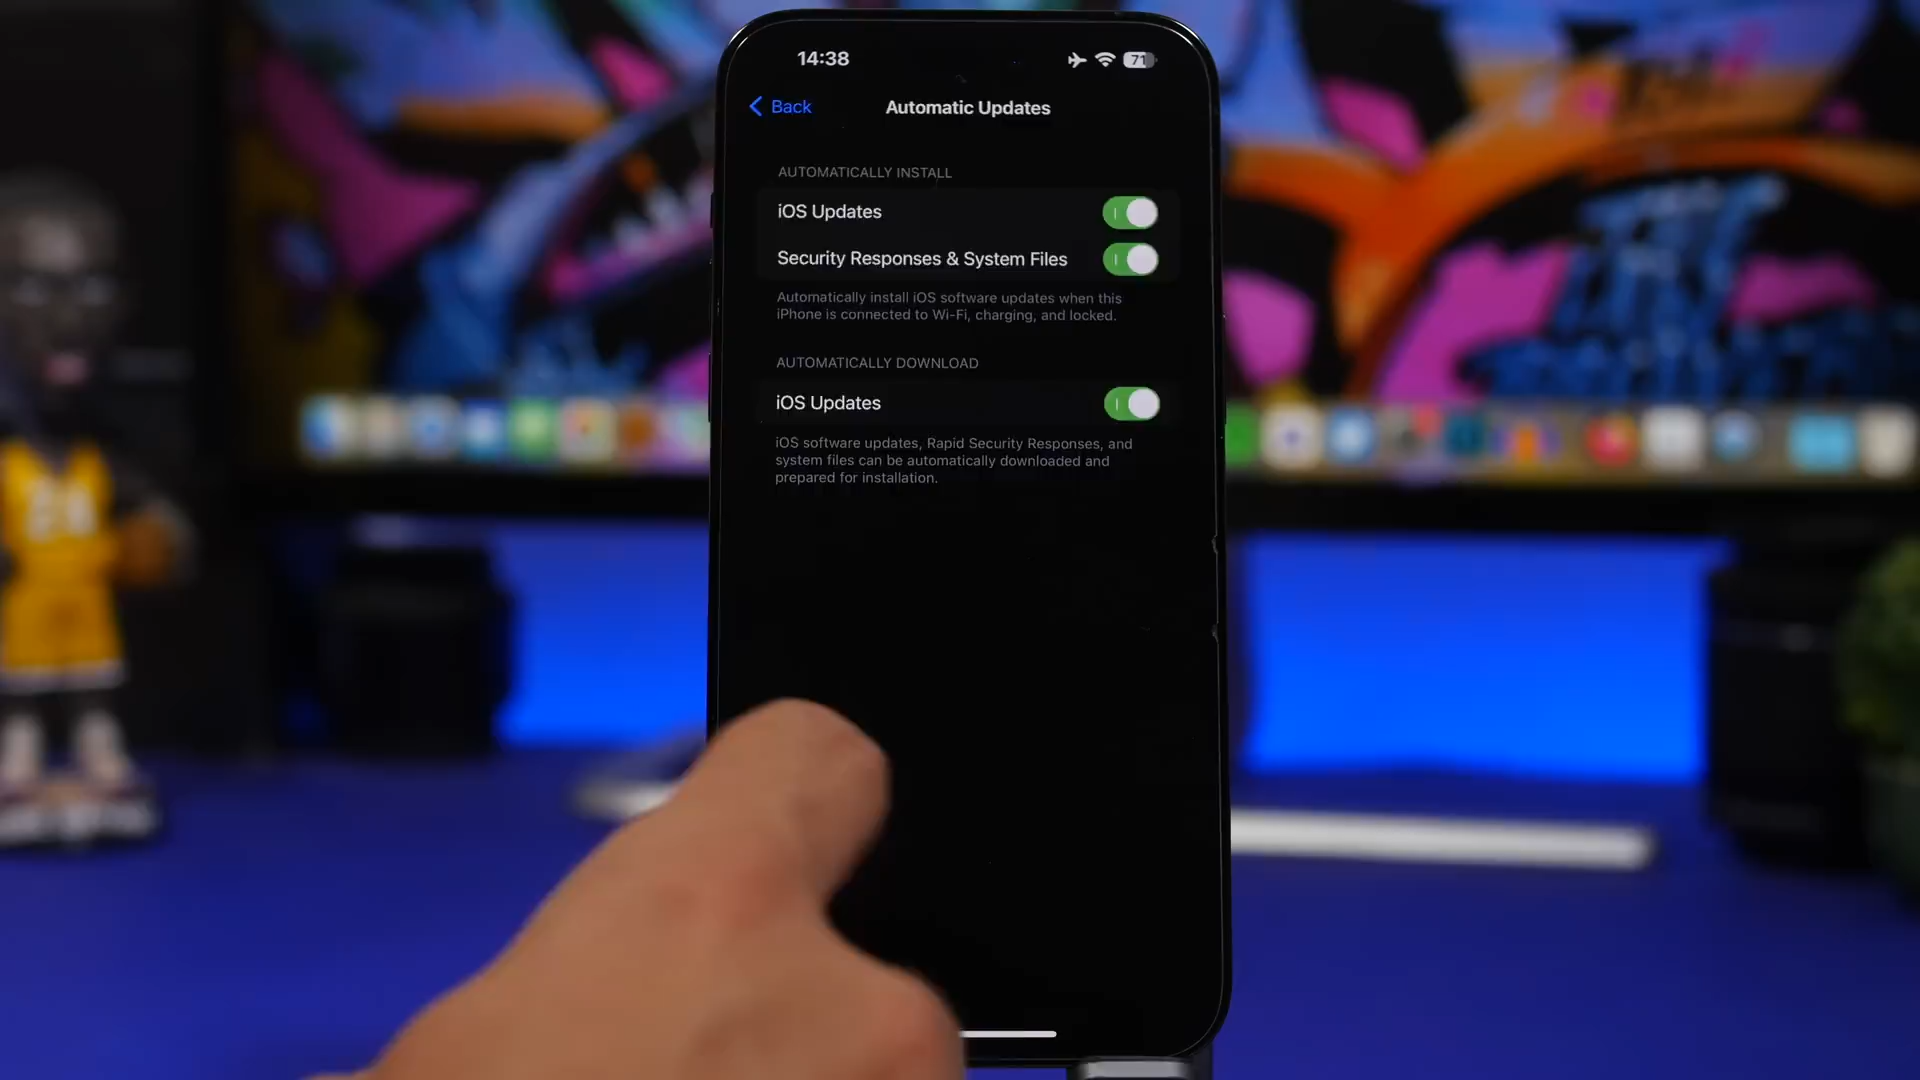 14:38
71
Back
Automatic Updates
AUTOMATICALLY INSTALL
iOS Updates
Security Responses & System Files
Automatically install iOS software updates when this
iPhone is connected to Wi-Fi, charging, and locked.
AUTOMATICALLY DOWNLOAD
iOS Updates
iOS software updates, Rapid Security Responses, and
system files can be automatically downloaded and
prepared for installation.
24